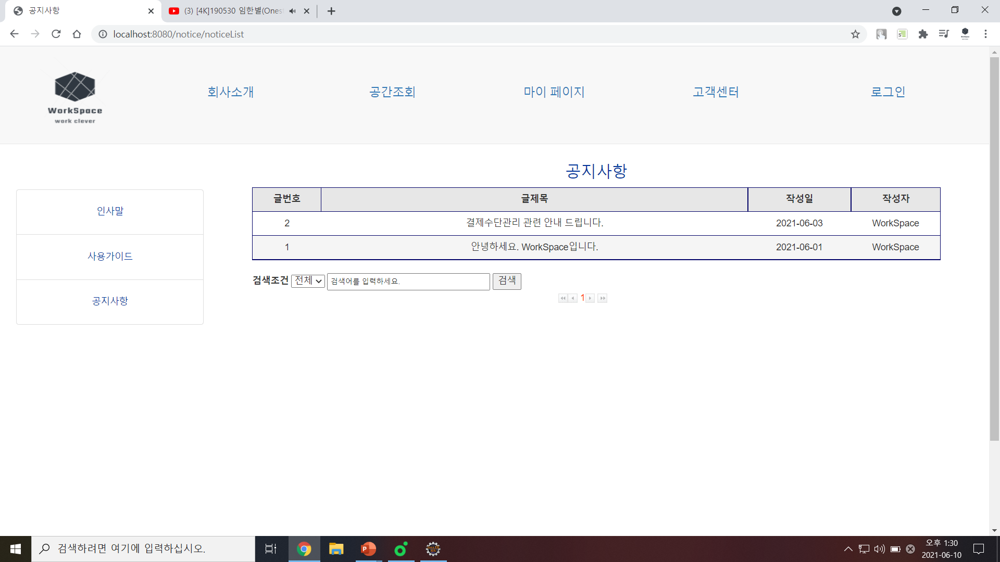 공지사항
(3) [4K]190530 임한별(Ones
localhost:8080/notice/noticeList
WorkSpace
work clever
회사소개
공간조회
마이 페이지
고객센터
로그인
인사말
사용가이드
공지사항
공지사항
글번호 글제목 작성일 작성자
2 결제수단관리 관련 안내 드립니다. 2021-06-03 WorkSpace
1 안녕하세요. WorkSpace입니다. 2021-06-01 WorkSpace
검색조건 전체 검색어를 입력하세요. 검색
1
검색하려면 여기에 입력하십시오.
오후 1:30
2021-06-10